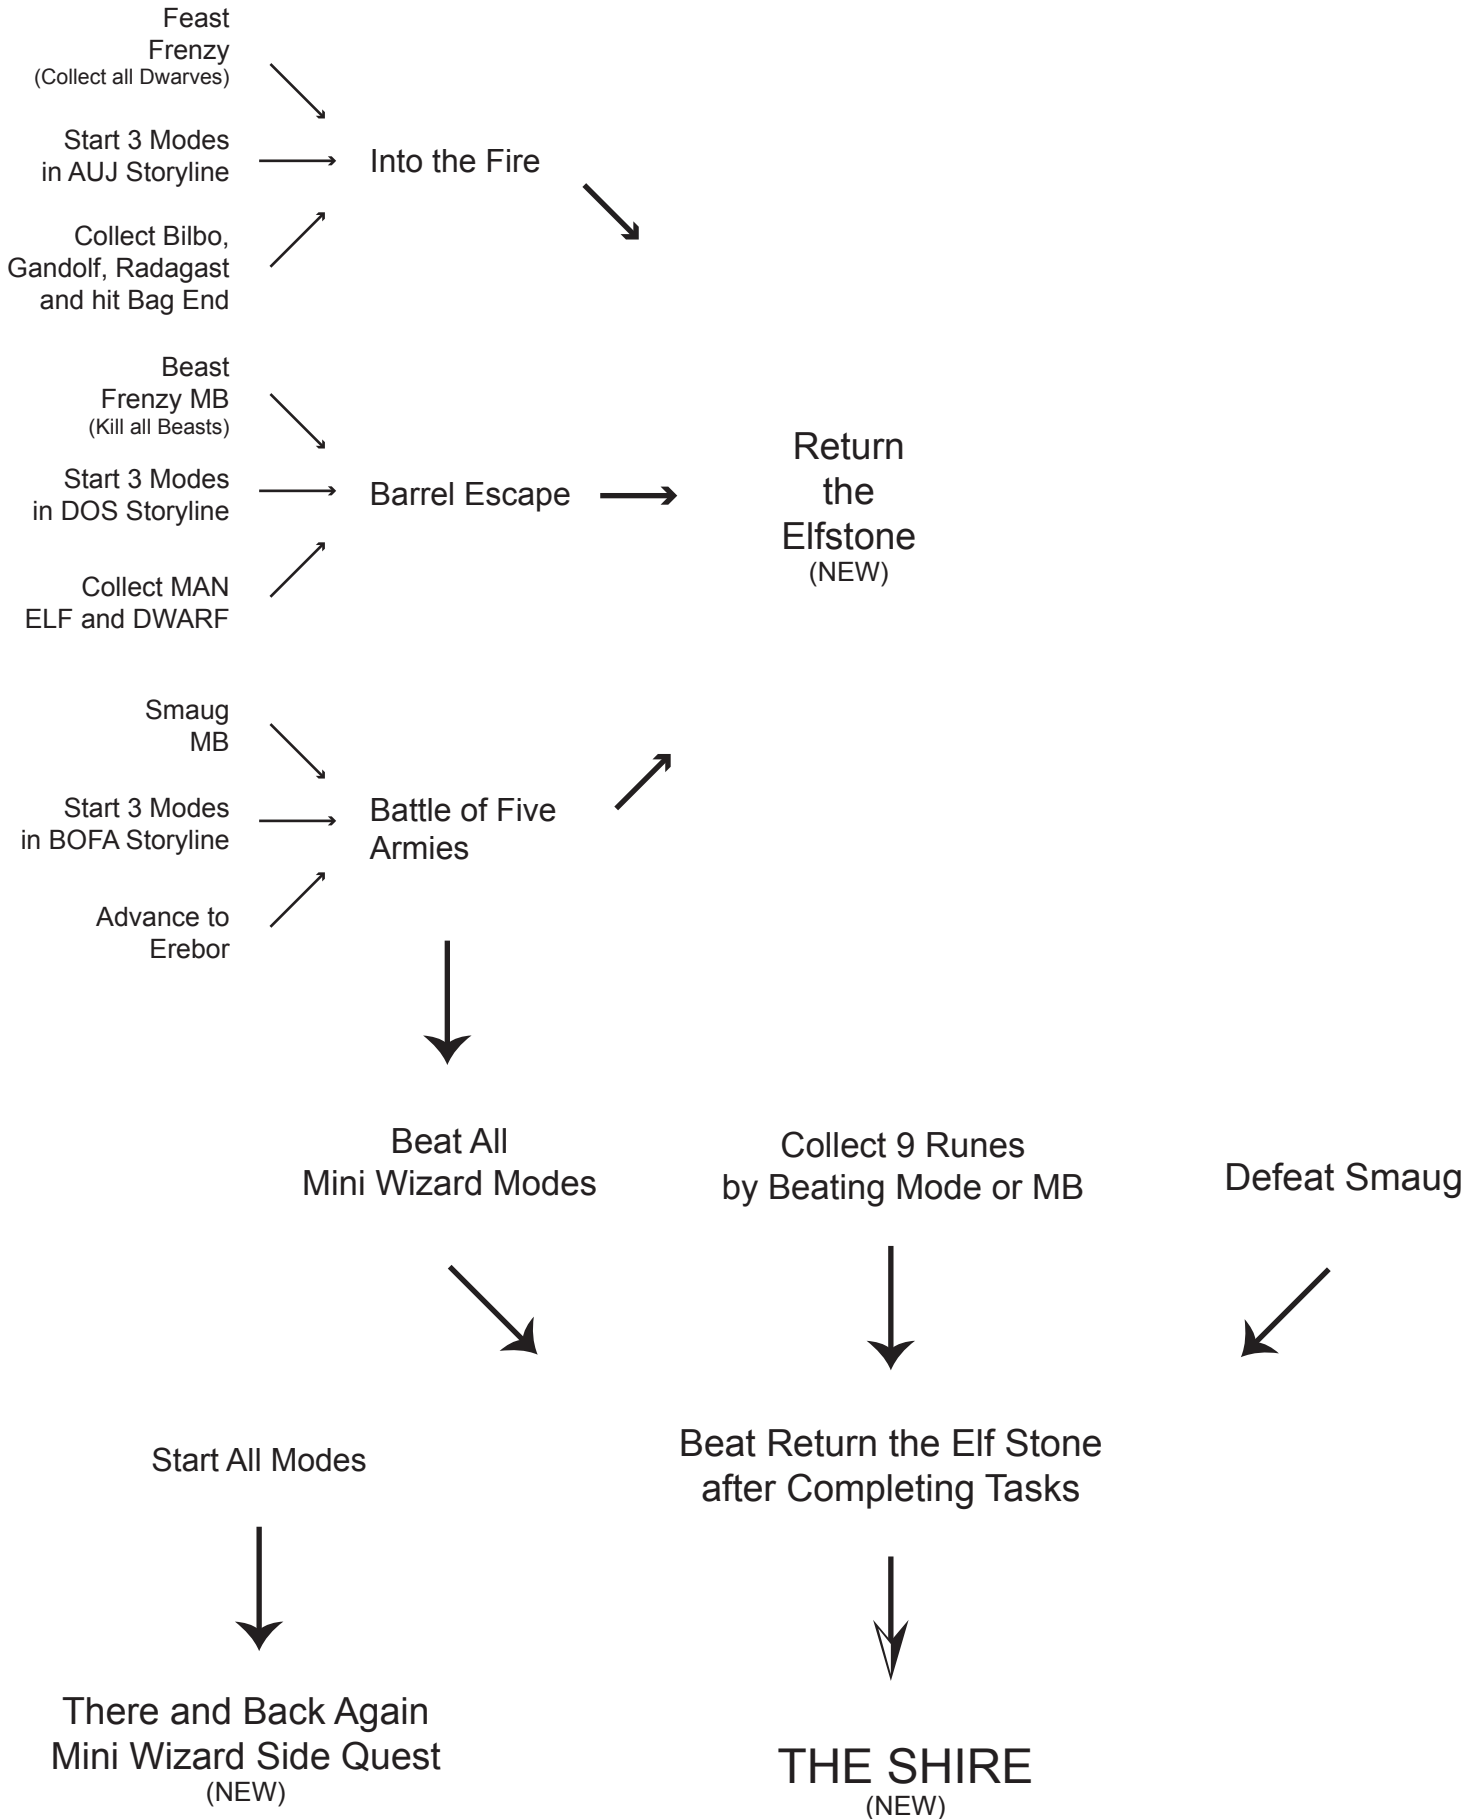 Feast
Frenzy
(Collect all Dwarves)
Start 3 Modes
in AUJ Storyline
Into the Fire
Collect Bilbo,
Gandolf, Radagast
and hit Bag End
Beast
Frenzy MB
(Kill all Beasts)
Start 3 Modes
in DOS Storyline
Barrel Escape
Collect MAN
ELF and DWARF
Return
the
Elfstone
(NEW)
Smaug
MB
Start 3 Modes
in BOFA Storyline
Battle of Five
Armies
Advance to
Erebor
Beat All
Mini Wizard Modes
Collect 9 Runes
by Beating Mode or MB
Defeat Smaug
Start All Modes
Beat Return the Elf Stone
after Completing Tasks
There and Back Again
Mini Wizard Side Quest
(NEW)
THE SHIRE
(NEW)